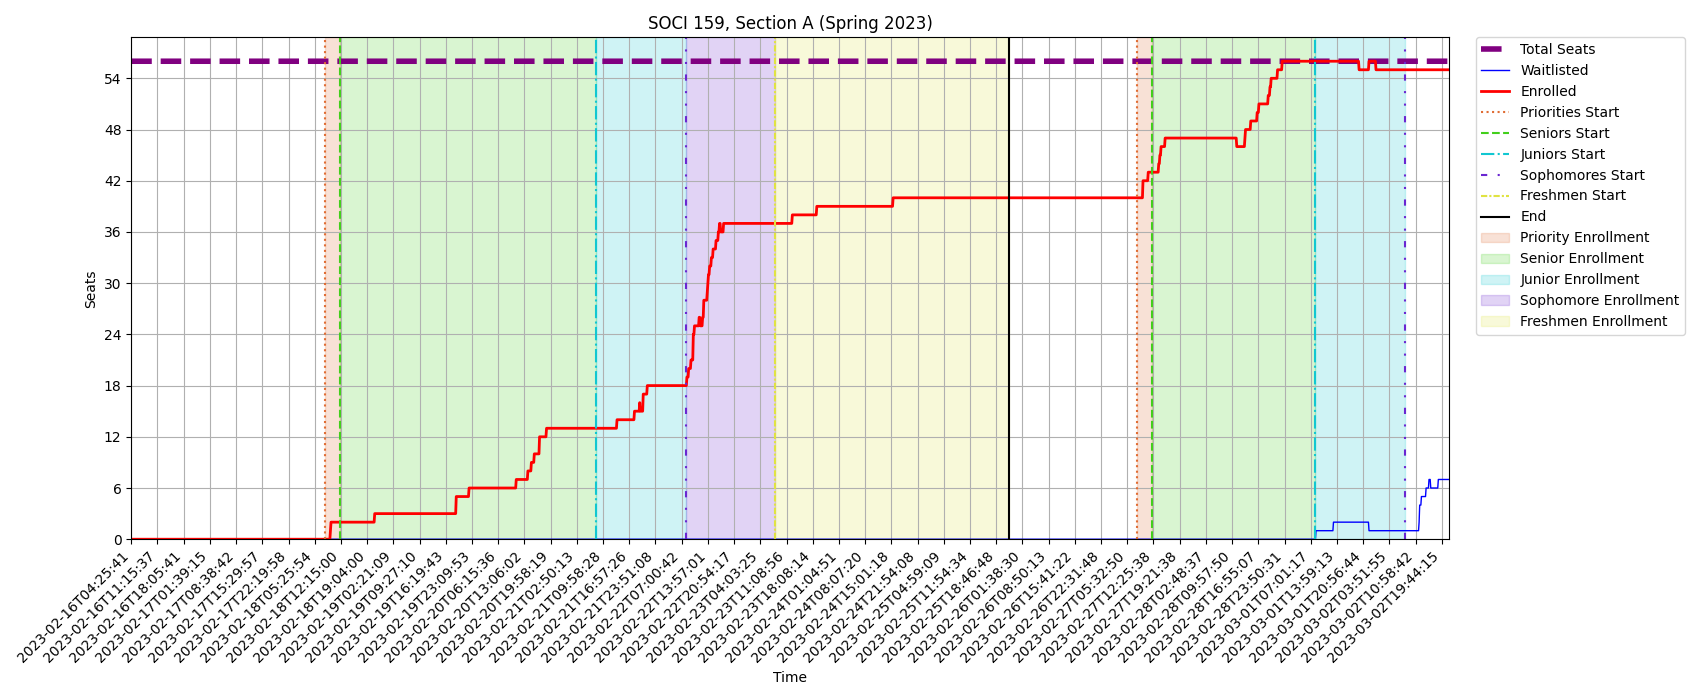 SOCI 159, Section A (Spring 2023)
Total Seats
Waitlisted
Enrolled
Priorities Start
Seniors Start
Juniors Start
Sophomores Start
Freshmen Start
End
Priority Enrollment
Senior Enrollment
Junior Enrollment
Sophomore Enrollment
Freshmen Enrollment
Seats
54
48
42
36
30
24
18
12
6
0
2023-02-16T04:25:41
2023-02-16T11:15:37
2023-02-16T18:05:41
2023-02-17T01:39:15
2023-02-17T08:38:42
2023-02-17T15:29:57
2023-02-17T22:19:58
2023-02-18T05:25:54
2023-02-18T12:15:00
2023-02-18T19:04:00
2023-02-19T02:21:09
2023-02-19T09:27:10
2023-02-19T16:19:43
2023-02-19T23:09:53
2023-02-20T06:15:36
2023-02-20T13:06:02
2023-02-20T19:58:19
2023-02-21T02:50:13
2023-02-21T09:58:28
2023-02-21T16:57:26
2023-02-21T23:51:08
2023-02-22T07:00:42
2023-02-22T13:57:01
2023-02-22T20:54:17
2023-02-23T04:03:25
2023-02-23T11:08:56
2023-02-23T18:08:14
2023-02-24T01:04:51
2023-02-24T08:07:20
2023-02-24T15:01:18
2023-02-24T21:54:08
2023-02-25T04:59:09
2023-02-25T11:54:34
2023-02-25T18:46:48
2023-02-26T01:38:30
2023-02-26T08:50:13
2023-02-26T15:41:22
2023-02-26T22:31:48
2023-02-27T05:32:50
2023-02-27T12:25:38
2023-02-27T19:21:38
2023-02-28T02:48:37
2023-02-28T09:57:50
2023-02-28T16:55:07
2023-02-28T23:50:31
2023-03-01T07:01:17
2023-03-01T13:59:13
2023-03-01T20:56:44
2023-03-02T03:51:55
2023-03-02T10:58:42
2023-03-02T19:44:15
Time